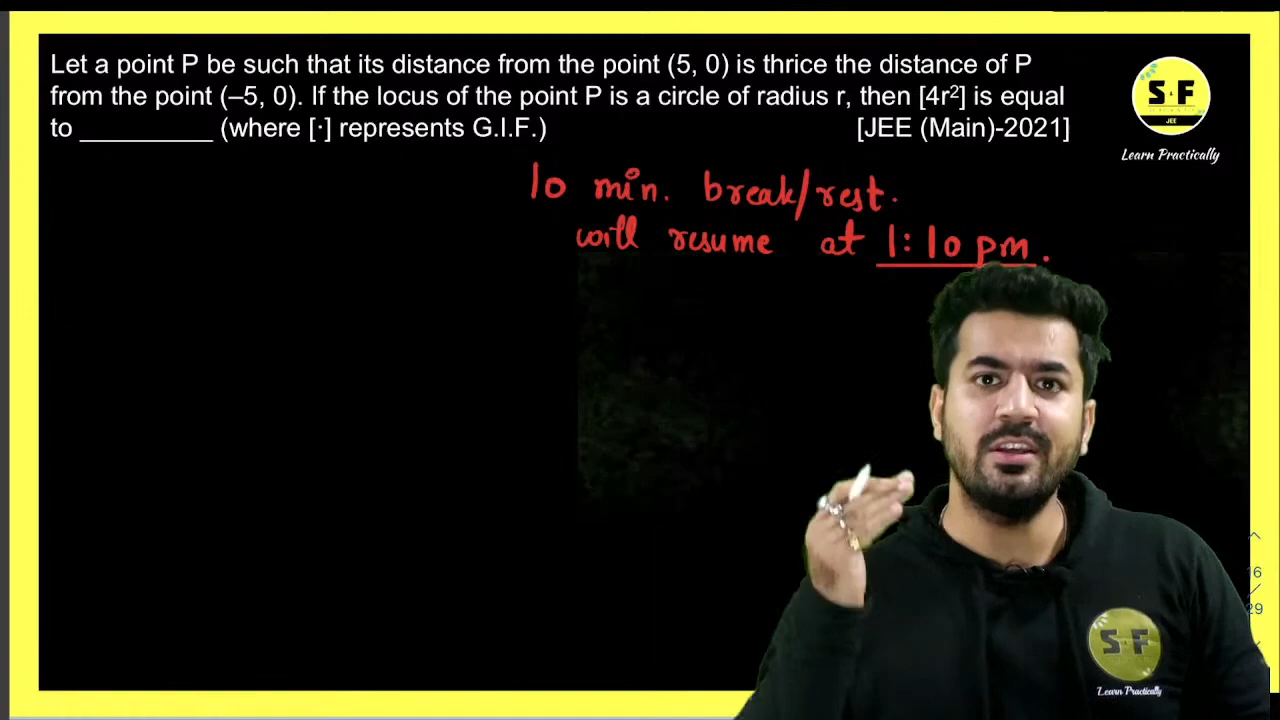 Let a point P be such that its distance from the point (5, 0) is thrice the distance of P
from the point (–5, 0). If the locus of the point P is a circle of radius r, then [4r²] is equal
to _________ (where [·] represents G.I.F.) [JEE (Main)-2021]
S F
JEE
Learn Practically
10 min. break/rest.
will resume at 1:10 pm.
16
29
S F
Learn Practically